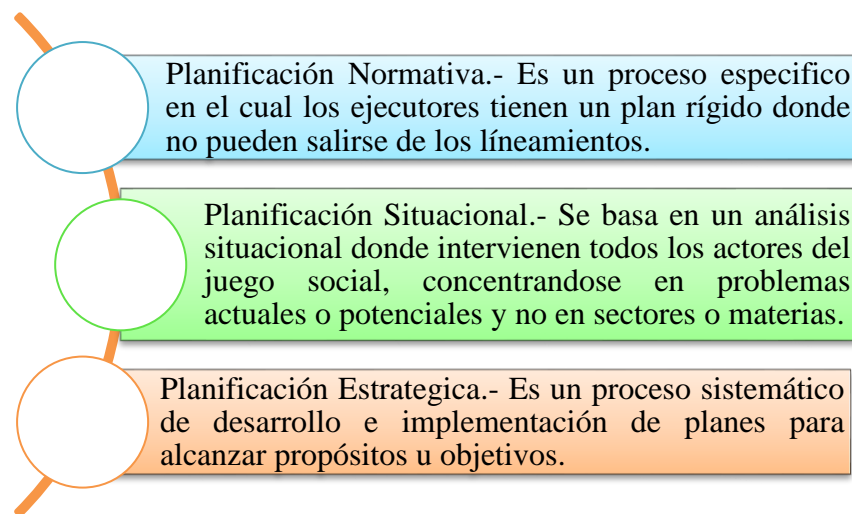 Planificación Normativa.- Es un proceso especifico
en el cual los ejecutores tienen un plan rígido donde
no pueden salirse de los líneamientos.
Planificación Situacional.- Se basa en un análisis
situacional donde intervienen todos los actores del
juego social, concentrandose en problemas
actuales o potenciales y no en sectores o materias.
Planificación Estrategica.- Es un proceso sistemático
de desarrollo e implementación de planes para
alcanzar propósitos u objetivos.